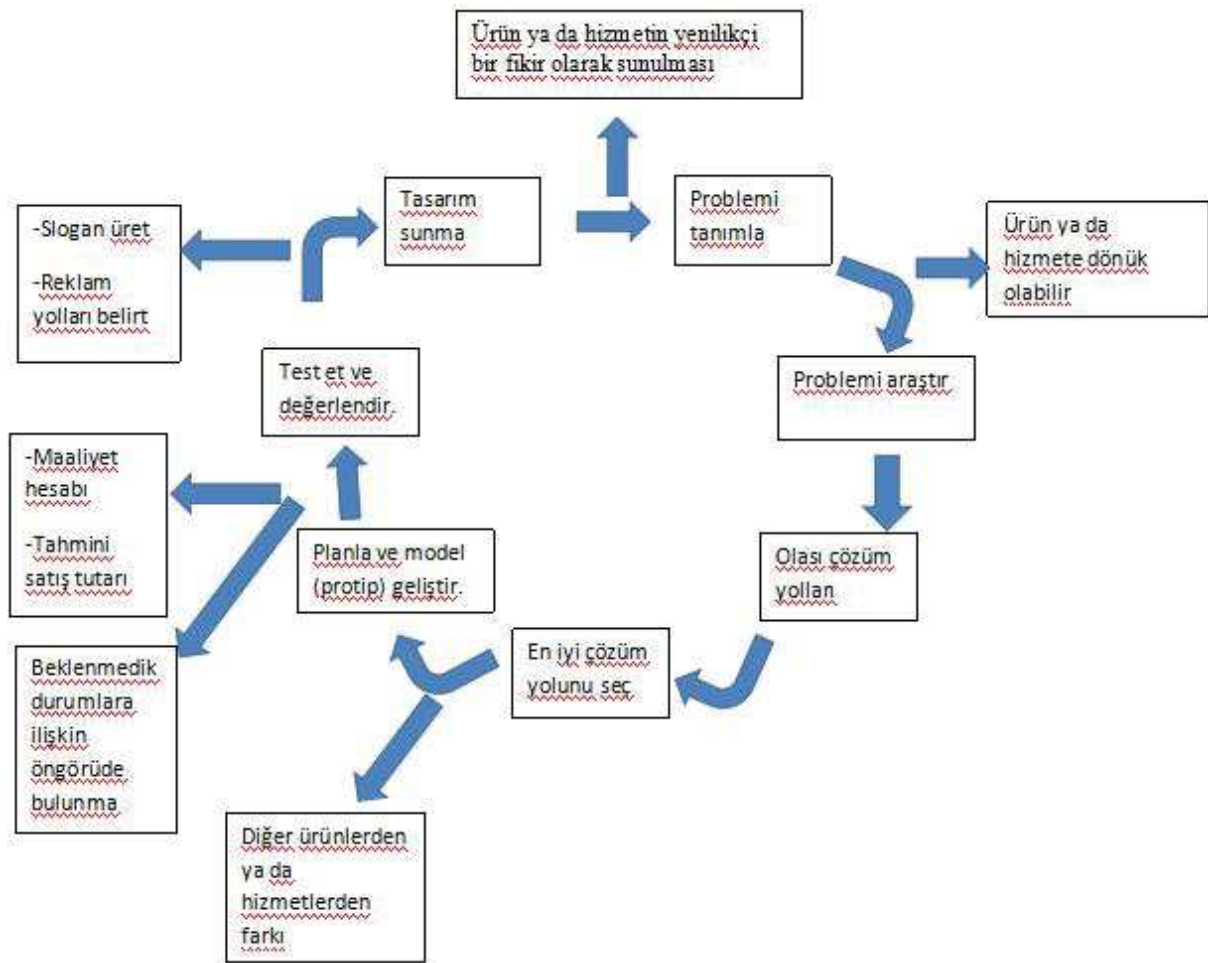 Ürün ya da hizmetin yenilikçi
bir fikir olarak sunulması
Tasarım
sunma
Problemi
tanımla
-Slogan üret
-Reklam
yolları belirt
Ürün ya da
hizmete dönük
olabilir
Test et ve
değerlendir.
Problemi araştır
-Maaliyet
hesabı
-Tahmini
satış tutarı
Planla ve model
(protip) geliştir.
Olası çözüm
yolları
En iyi çözüm
yolunu seç
Beklenmedik
durumlara
ilişkin
öngörüde
bulunma
Diğer ürünlerden
ya da
hizmetlerden
farkı